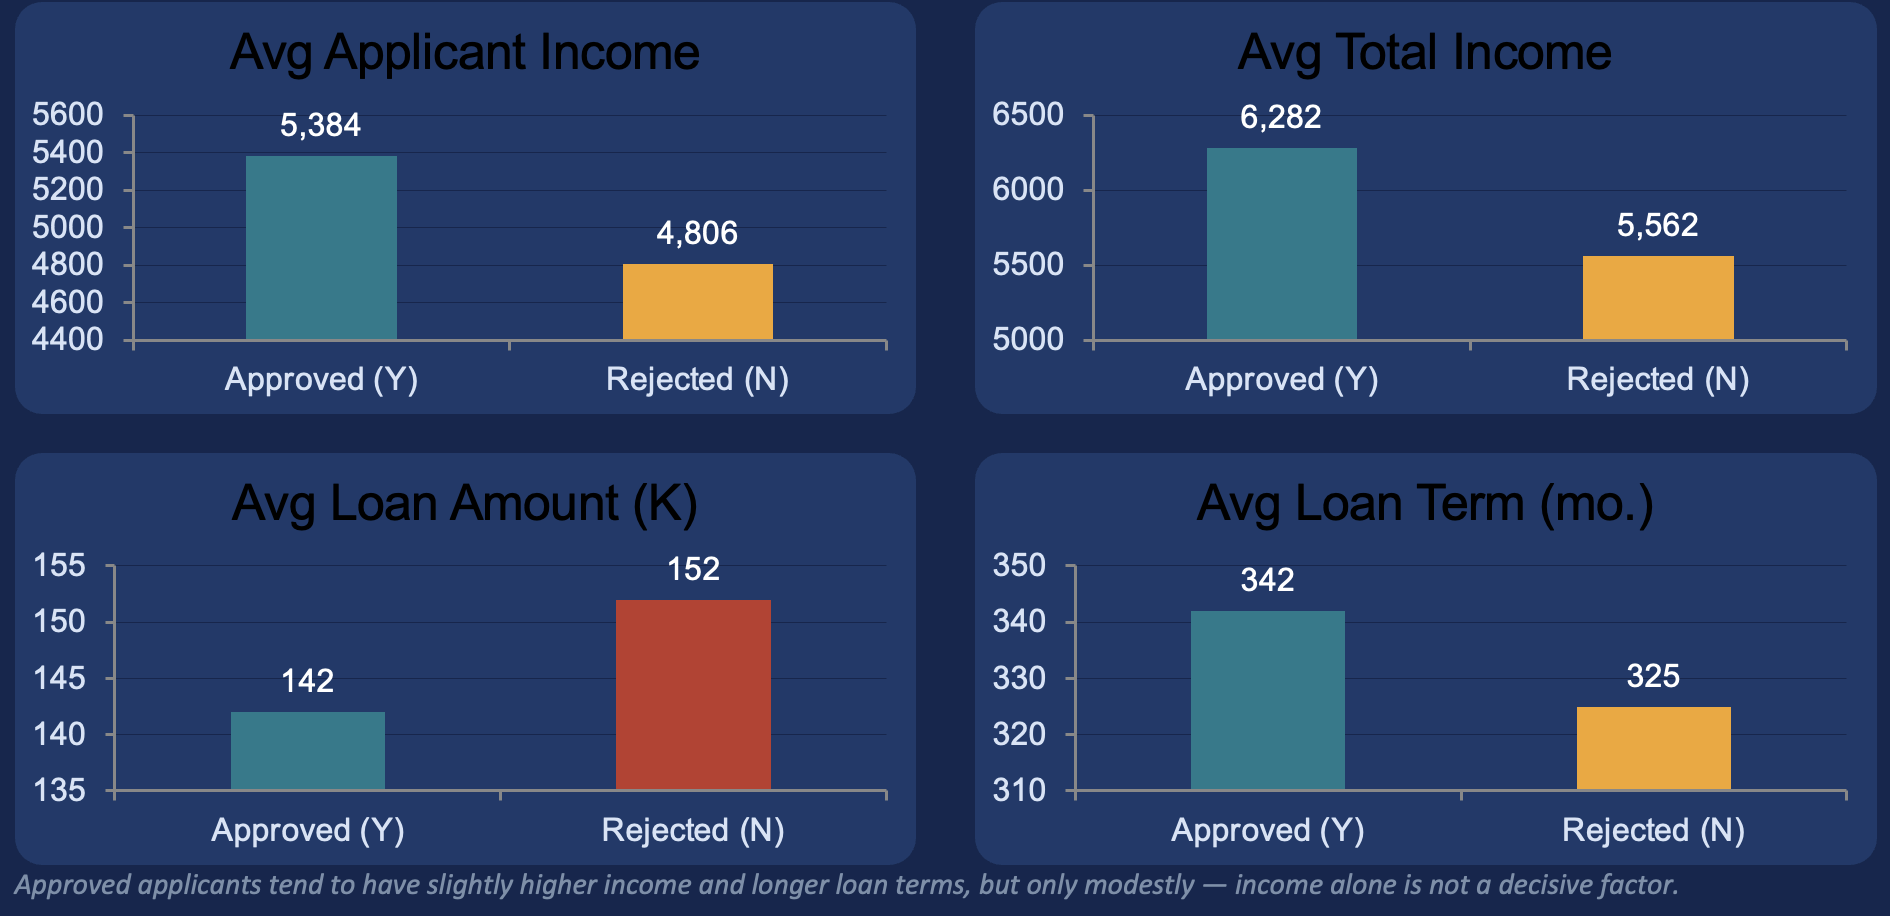 Avg Applicant Income
5600
5400
5200
5000
4800
4600
4400
5,384
4,806
Approved (Y)
Rejected (N)
Avg Total Income
6500
6000
5500
5000
6,282
5,562
Approved (Y)
Rejected (N)
Avg Loan Amount (K)
155
150
145
140
135
142
152
Approved (Y)
Rejected (N)
Avg Loan Term (mo.)
350
340
330
320
310
342
325
Approved (Y)
Rejected (N)
Approved applicants tend to have slightly higher income and longer loan terms, but only modestly — income alone is not a decisive factor.